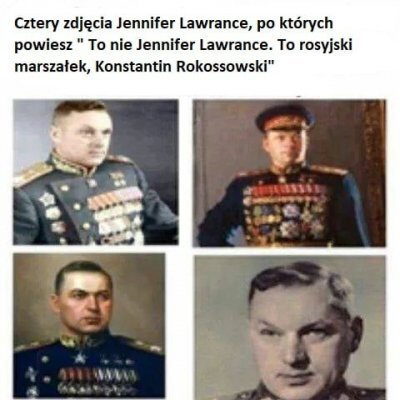 Cztery zdjęcia Jennifer Lawrance, po których
powiesz " To nie Jennifer Lawrance. To rosyjski
marszałek, Konstantin Rokossowski"